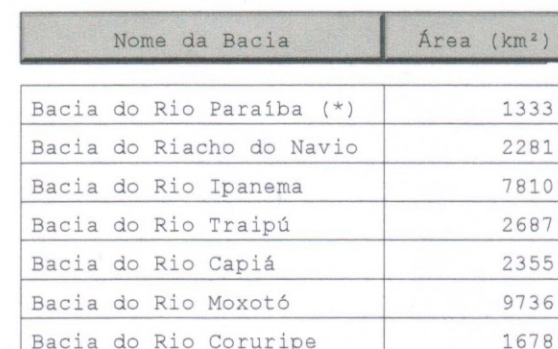 Nome da Bacia Área (km²)
Bacia do Rio Paraíba (*) 1333
Bacia do Riacho do Navio 2281
Bacia do Rio Ipanema 7810
Bacia do Rio Traipú 2687
Bacia do Rio Capiá 2355
Bacia do Rio Moxotó 9736
Bacia do Rio Coruripe 1678